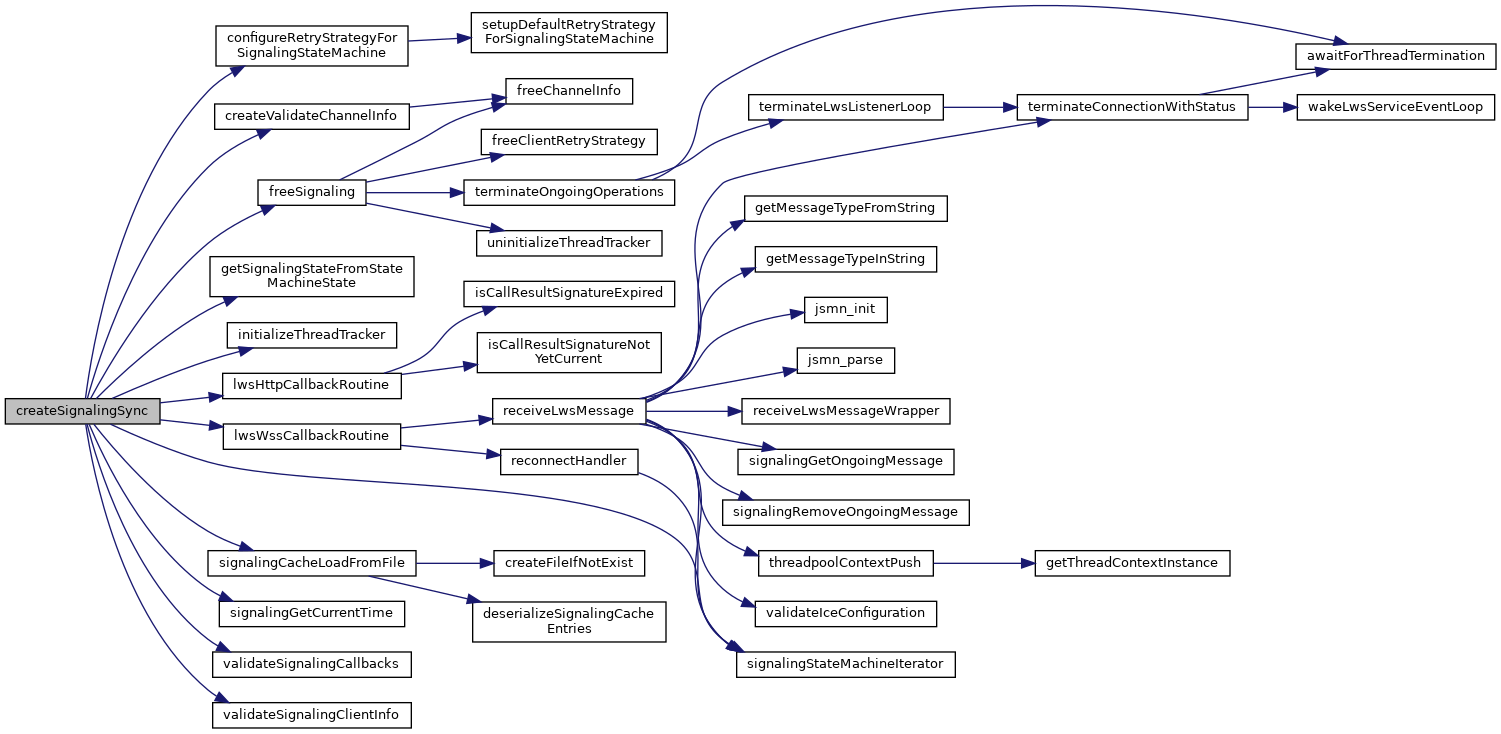 createSignalingSync
configureRetryStrategyFor
SignalingStateMachine
createValidateChannelInfo
freeSignaling
getSignalingStateFromState
MachineState
initializeThreadTracker
lwsHttpCallbackRoutine
lwsWssCallbackRoutine
signalingCacheLoadFromFile
signalingGetCurrentTime
validateSignalingCallbacks
validateSignalingClientInfo
setupDefaultRetryStrategy
ForSignalingStateMachine
freeChannelInfo
freeClientRetryStrategy
terminateOngoingOperations
uninitializeThreadTracker
isCallResultSignatureExpired
isCallResultSignatureNot
YetCurrent
receiveLwsMessage
reconnectHandler
createFileIfNotExist
deserializeSignalingCache
Entries
terminateLwsListenerLoop
getMessageTypeFromString
getMessageTypeInString
jsmn_init
jsmn_parse
receiveLwsMessageWrapper
signalingGetOngoingMessage
signalingRemoveOngoingMessage
threadpoolContextPush
validateIceConfiguration
signalingStateMachineIterator
terminateConnectionWithStatus
getThreadContextInstance
awaitForThreadTermination
wakeLwsServiceEventLoop